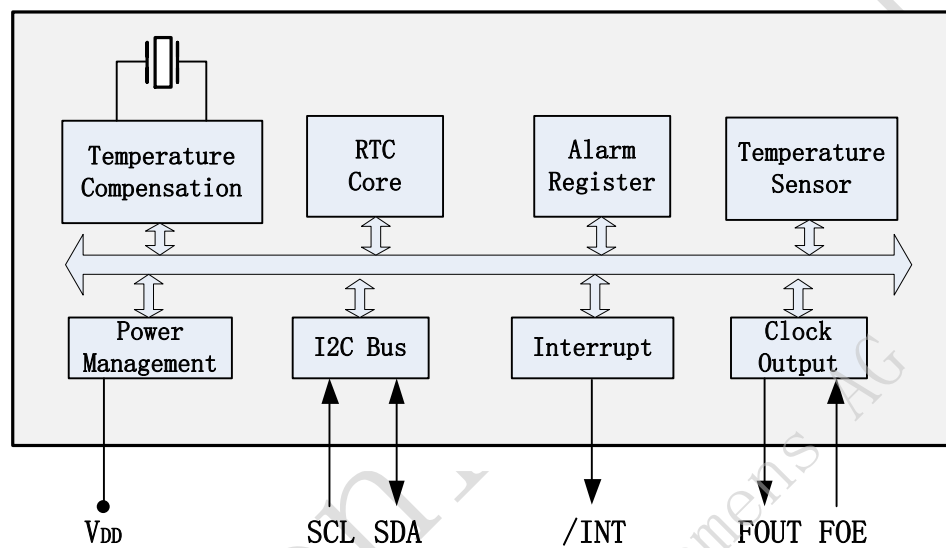 Temperature
Compensation
RTC
Core
Alarm
Register
Temperature
Sensor
Power
Management
I2C Bus
Interrupt
Clock
Output
VDD
SCL SDA
/INT
FOUT FOE
AG